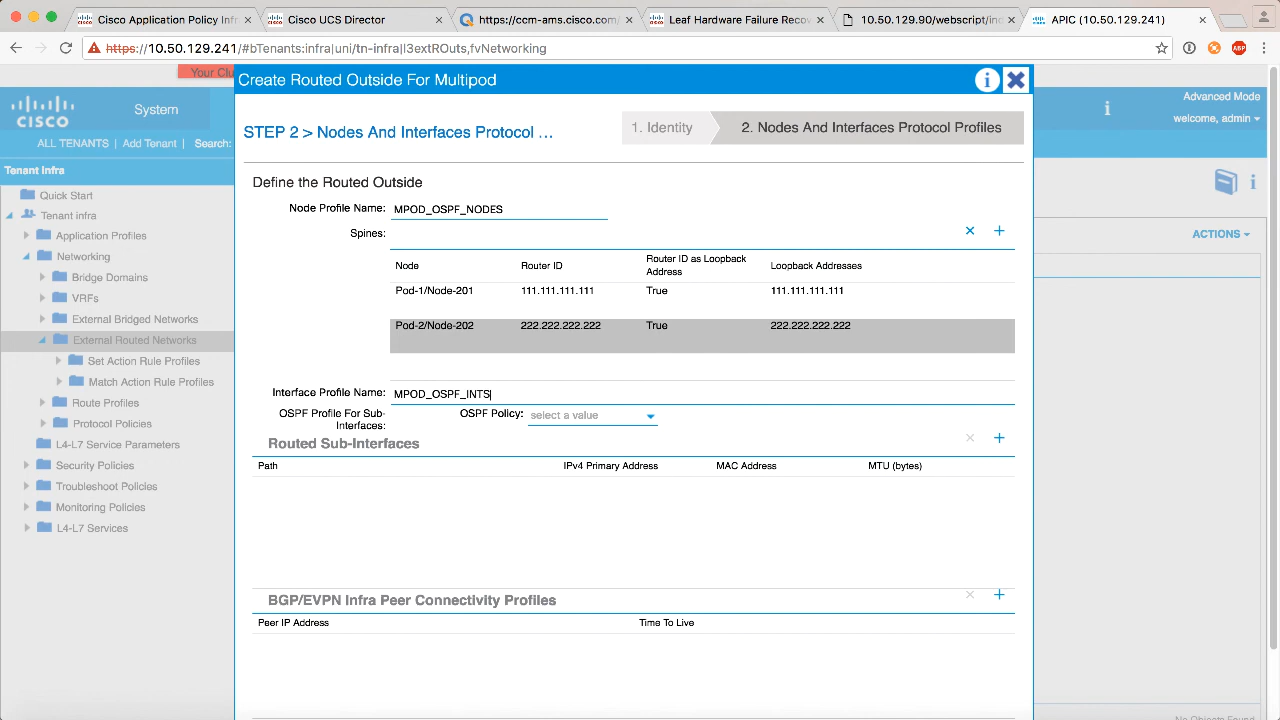 Cisco Application Policy Infr
Cisco UCS Director
https://ccm-ams.cisco.com/
Leaf Hardware Failure - Recov
10.50.129.90/webscript/ind
APIC (10.50.129.241)
https://10.50.129.241/#bTenants:infra|uni/tn-infra|l3extROuts,fvNetworking
Your Clu
Create Routed Outside For Multipod
cisco
System
Advanced Mode
welcome, admin
ALL TENANTS | Add Tenant | Search:
STEP 2 > Nodes And Interfaces Protocol ...
1. Identity
2. Nodes And Interfaces Protocol Profiles
Tenant Infra
Quick Start
Tenant infra
Application Profiles
Networking
Bridge Domains
VRFs
External Bridged Networks
External Routed Networks
Set Action Rule Profiles
Match Action Rule Profiles
Route Profiles
Protocol Policies
L4-L7 Service Parameters
Security Policies
Troubleshoot Policies
Monitoring Policies
L4-L7 Services
Define the Routed Outside
Node Profile Name: MPOD_OSPF_NODES
Spines:
Node Router ID Router ID as Loopback Address Loopback Addresses
Pod-1/Node-201 111.111.111.111 True 111.111.111.111
Pod-2/Node-202 222.222.222.222 True 222.222.222.222
Interface Profile Name: MPOD_OSPF_INTS
OSPF Profile For Sub-Interfaces: OSPF Policy: select a value
Routed Sub-Interfaces
Path IPv4 Primary Address MAC Address MTU (bytes)
BGP/EVPN Infra Peer Connectivity Profiles
Peer IP Address Time To Live
ACTIONS
No Objects Found